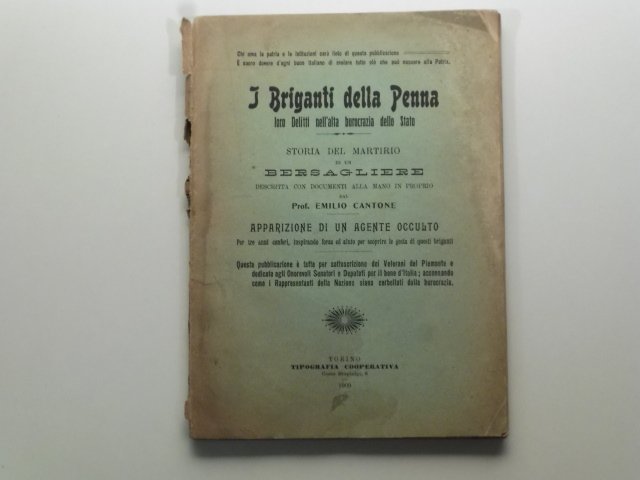 Chi ama la patria e le istituzioni sarà lieto di questa pubblicazione
È sacro dovere d'ogni buon italiano di svelare tutto ciò che può nuocere alla Patria.
I Briganti della Penna
loro Delitti nell'alta burocrazia dello Stato
STORIA DEL MARTIRIO
DI UN
BERSAGLIERE
DESCRITTA CON DOCUMENTI ALLA MANO IN PROPRIO
DAL
Prof. EMILIO CANTONE
APPARIZIONE DI UN AGENTE OCCULTO
Per tre anni conferì, inspirando forza ed aiuto per scoprire le gesta di questi briganti
Questa pubblicazione è fatta per sottoscrizione dei Veterani del Piemonte e
dedicata agli Onorevoli Senatori e Deputati per il bene d'Italia; accennando
come i Rappresentanti della Nazione siano corbellati dalla burocrazia.
TORINO
TIPOGRAFIA COOPERATIVA
Corso
1909